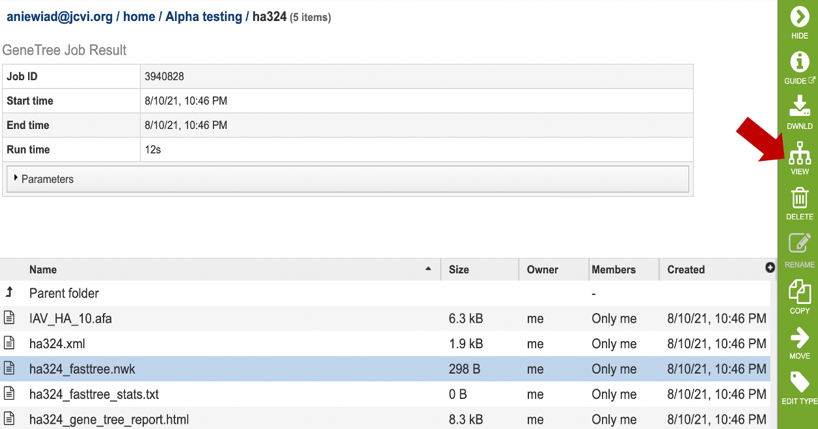 aniewiad@jcvi.org / home / Alpha testing / ha324 (5 items)
GeneTree Job Result
Job ID 3940828
Start time 8/10/21, 10:46 PM
End time 8/10/21, 10:46 PM
Run time 12s
Parameters
Name Size Owner Members Created
Parent folder -
IAV_HA_10.afa 6.3 kB me Only me 8/10/21, 10:46 PM
ha324.xml 1.9 kB me Only me 8/10/21, 10:46 PM
ha324_fasttree.nwk 298 B me Only me 8/10/21, 10:46 PM
ha324_fasttree_stats.txt 0 B me Only me 8/10/21, 10:46 PM
ha324_gene_tree_report.html 8.3 kB me Only me 8/10/21, 10:46 PM
HIDE
GUIDE
DWNLD
VIEW
DELETE
RENAME
COPY
MOVE
EDIT TYPE